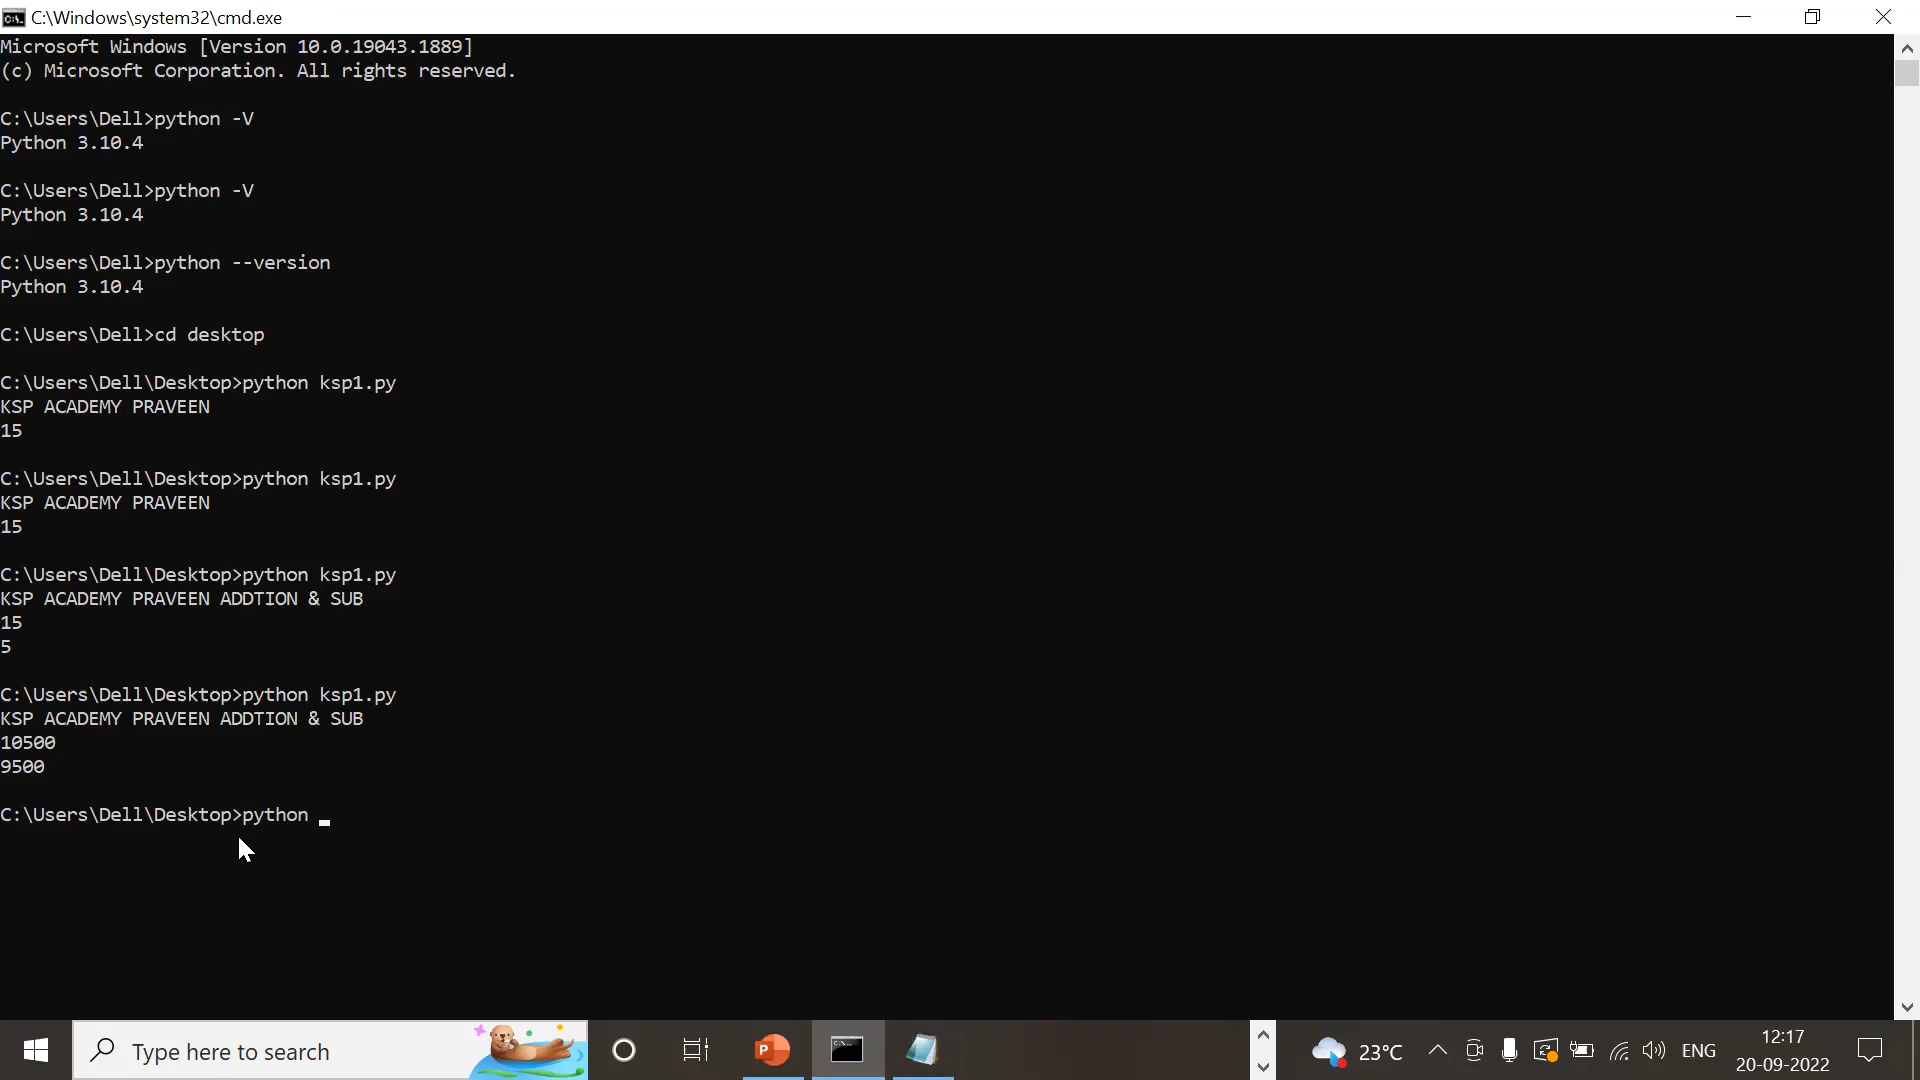 C:\Windows\system32\cmd.exe
Microsoft Windows [Version 10.0.19043.1889]
(c) Microsoft Corporation. All rights reserved.
C:\Users\Dell>python -V
Python 3.10.4
C:\Users\Dell>python -V
Python 3.10.4
C:\Users\Dell>python --version
Python 3.10.4
C:\Users\Dell>cd desktop
C:\Users\Dell\Desktop>python ksp1.py
KSP ACADEMY PRAVEEN
15
C:\Users\Dell\Desktop>python ksp1.py
KSP ACADEMY PRAVEEN
15
C:\Users\Dell\Desktop>python ksp1.py
KSP ACADEMY PRAVEEN ADDTION & SUB
15
5
C:\Users\Dell\Desktop>python ksp1.py
KSP ACADEMY PRAVEEN ADDTION & SUB
10500
9500
C:\Users\Dell\Desktop>python _
Type here to search
23°C
ENG
12:17
20-09-2022